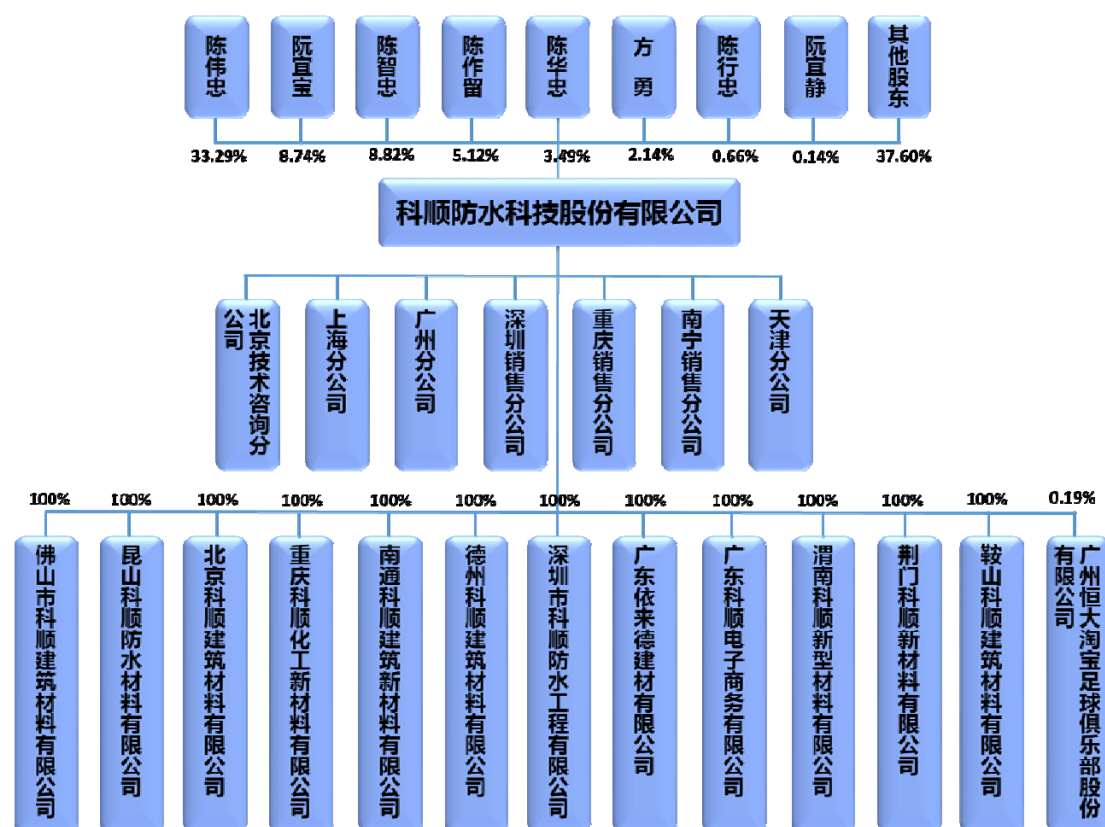 陈伟忠
阮宜宝
陈智忠
陈作留
陈华忠
方 勇
陈行忠
阮宜静
其他股东
33.29%
8.74%
8.82%
5.12%
3.49%
2.14%
0.66%
0.14%
37.60%
科顺防水科技股份有限公司
北京技术咨询分
公司
上海分公司
广州分公司
深圳销售分公司
重庆销售分公司
南宁销售分公司
天津分公司
100%
100%
100%
100%
100%
100%
100%
100%
100%
100%
100%
100%
0.19%
佛山市科顺建筑材料有限公司
昆山科顺防水材料有限公司
北京科顺建筑材料有限公司
重庆科顺化工新材料有限公司
南通科顺建筑新材料有限公司
德州科顺建筑材料有限公司
深圳市科顺防水工程有限公司
广东依来德建材有限公司
广东科顺电子商务有限公司
渭南科顺新型材料有限公司
荆门科顺新材料有限公司
鞍山科顺建筑材料有限公司
广州恒大淘宝足球俱乐部股份
有限公司